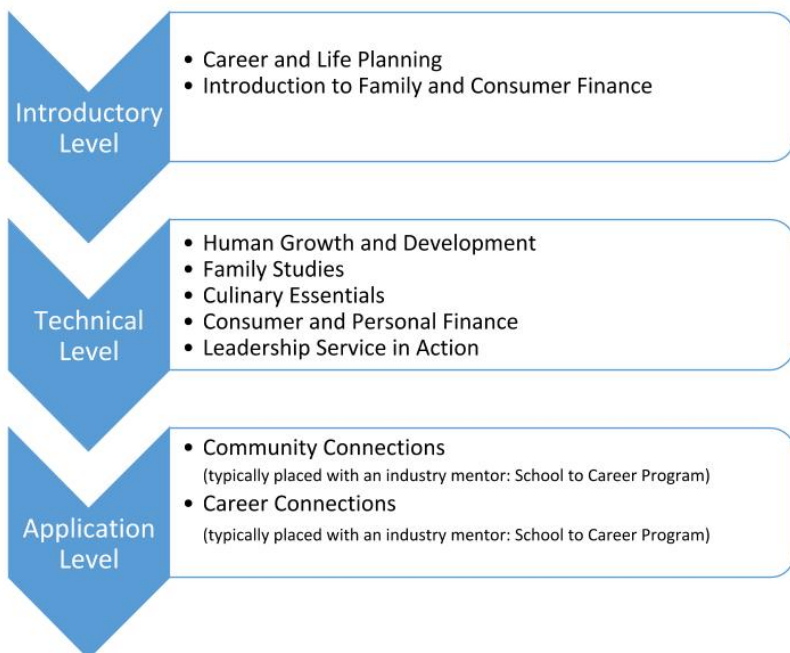 Introductory
Level
• Career and Life Planning
• Introduction to Family and Consumer Finance
Technical
Level
• Human Growth and Development
• Family Studies
• Culinary Essentials
• Consumer and Personal Finance
• Leadership Service in Action
Application
Level
• Community Connections
(typically placed with an industry mentor: School to Career Program)
• Career Connections
(typically placed with an industry mentor: School to Career Program)